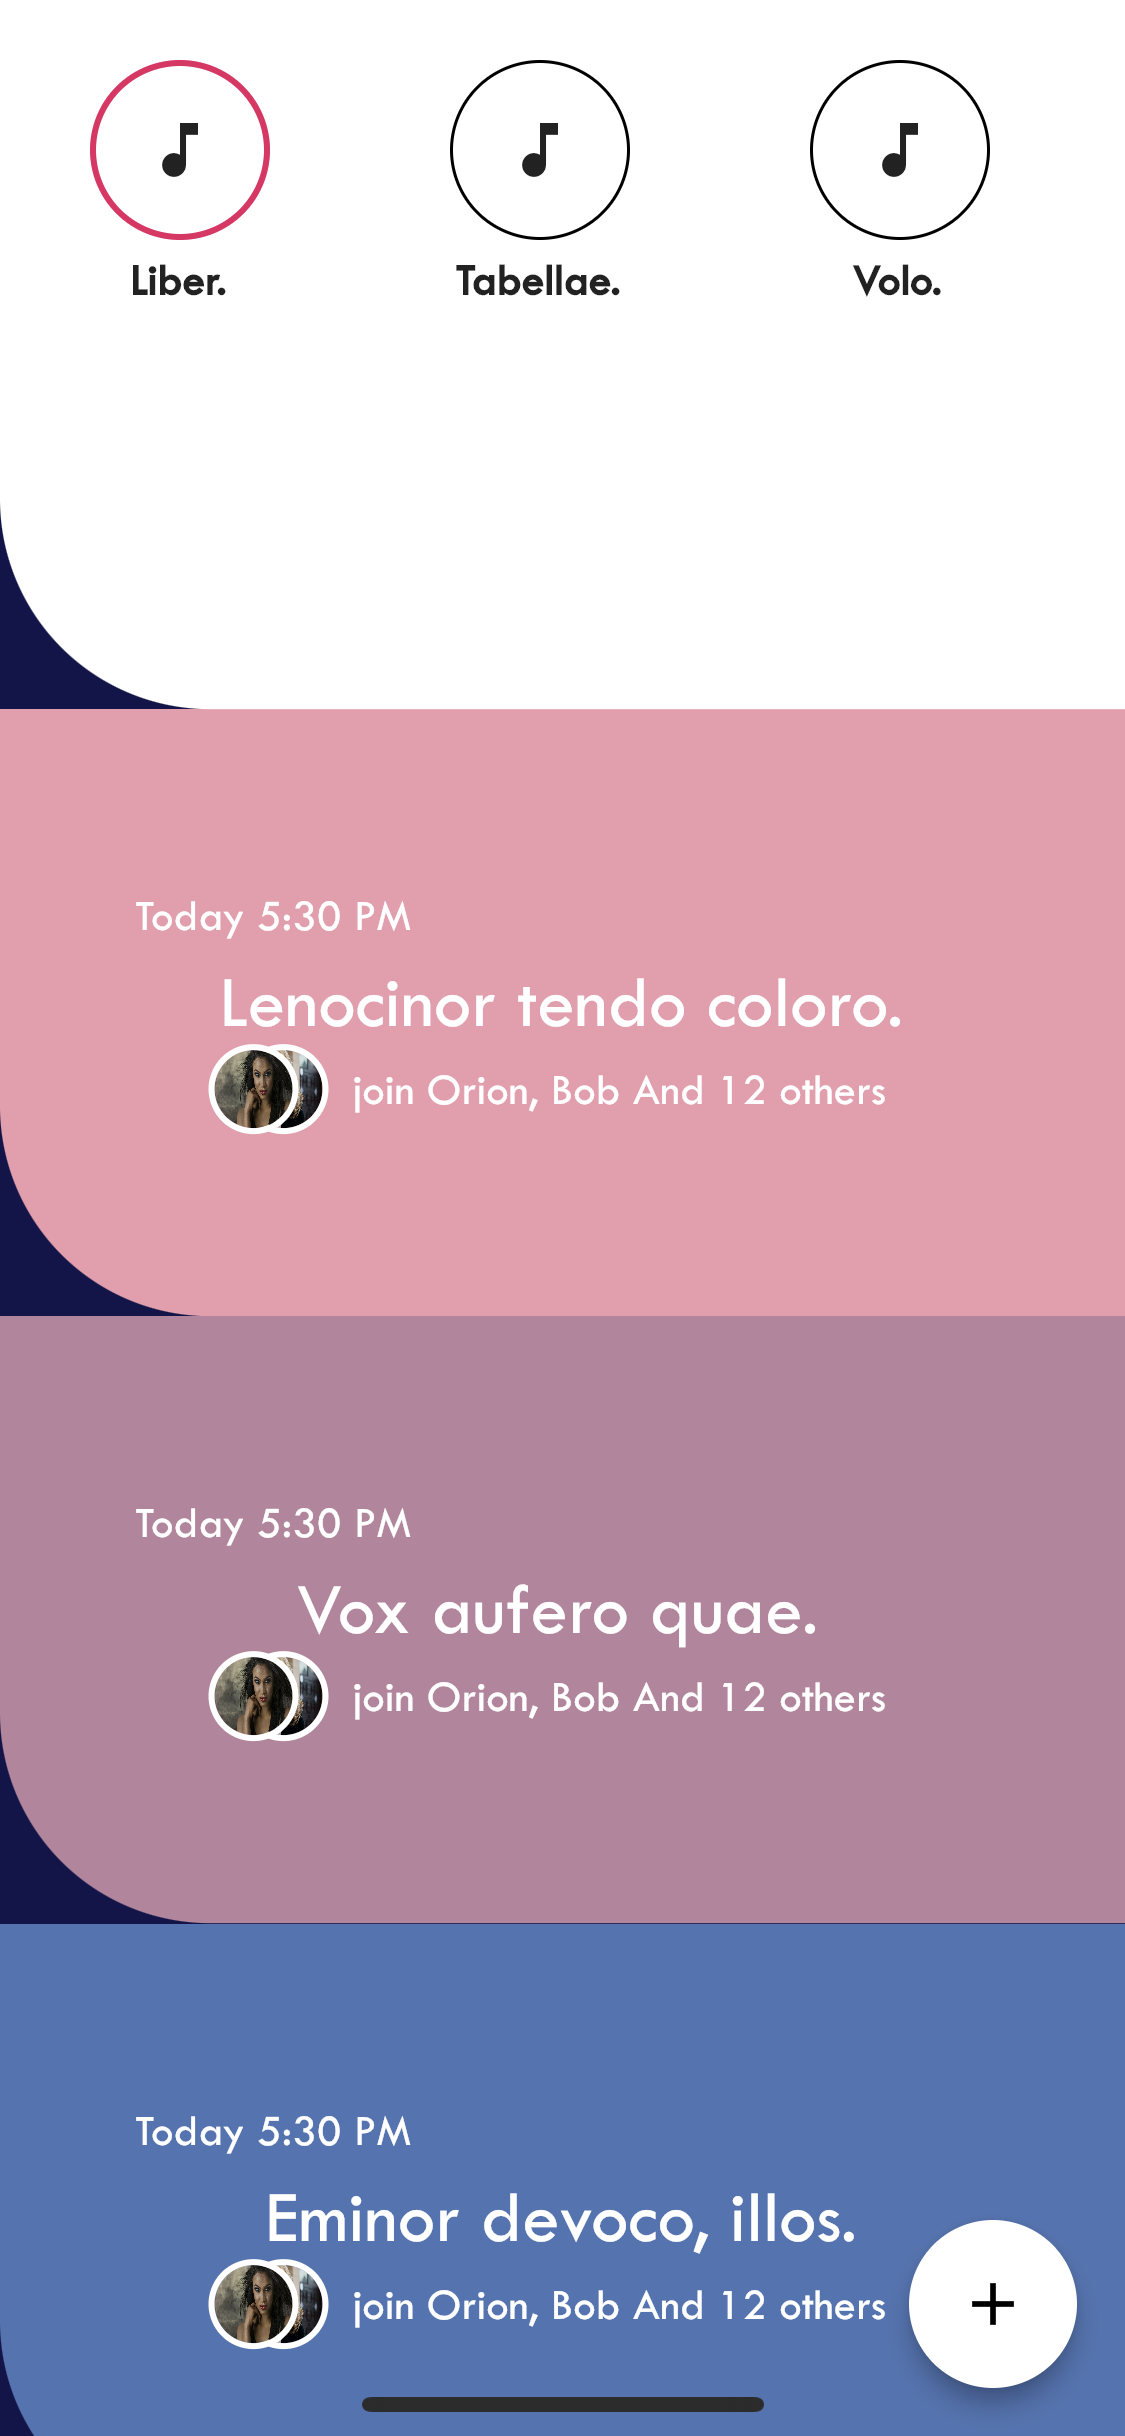 Liber.
Tabellae.
Volo.
Today 5:30 PM
Lenocinor tendo coloro.
join Orion, Bob And 12 others
Today 5:30 PM
Vox aufero quae.
join Orion, Bob And 12 others
Today 5:30 PM
Eminor devoco, illos.
join Orion, Bob And 12 others